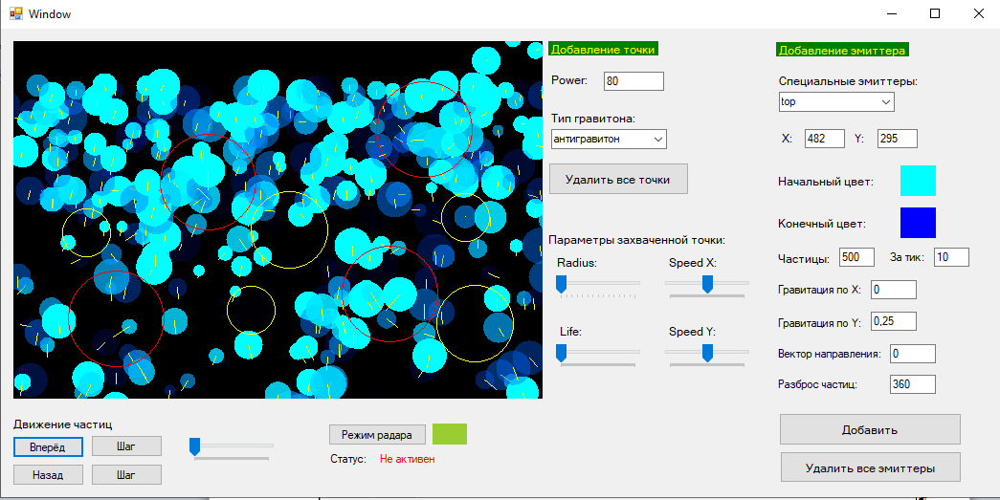 Window
Добавление точки
Power: 80
Тип гравитона:
антигравитон
Удалить все точки
Параметры захваченной точки:
Radius: Speed X:
Life: Speed Y:
Добавление эмиттера
Специальные эмиттеры:
top
X: 482 Y: 295
Начальный цвет:
Конечный цвет:
Частицы: 500 За тик: 10
Гравитация по X: 0
Гравитация по Y: 0,25
Вектор направления: 0
Разброс частиц: 360
Добавить
Удалить все эмиттеры
Движение частиц
Вперёд Шаг
Назад Шаг
Режим радара
Статус: Не активен